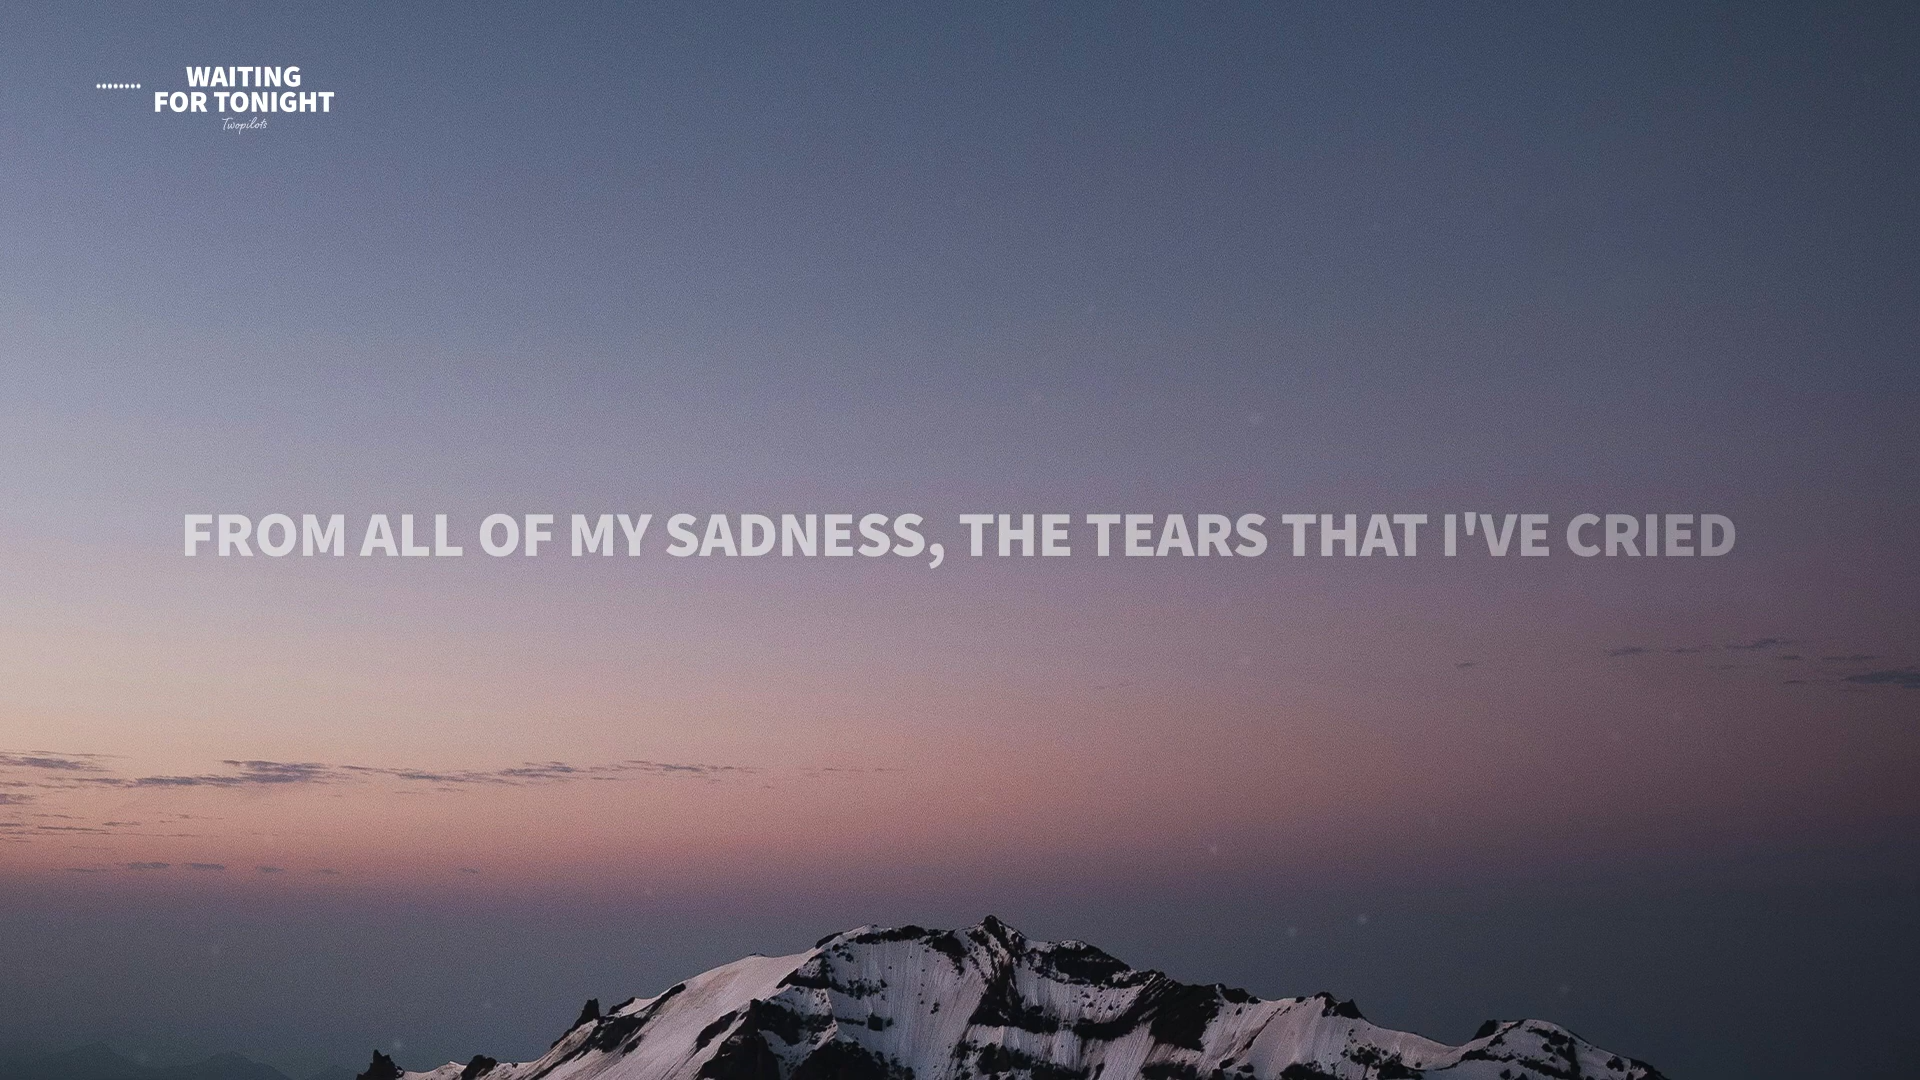 WAITING
FOR TONIGHT
Twopilots
FROM ALL OF MY SADNESS, THE TEARS THAT I'VE CRIED